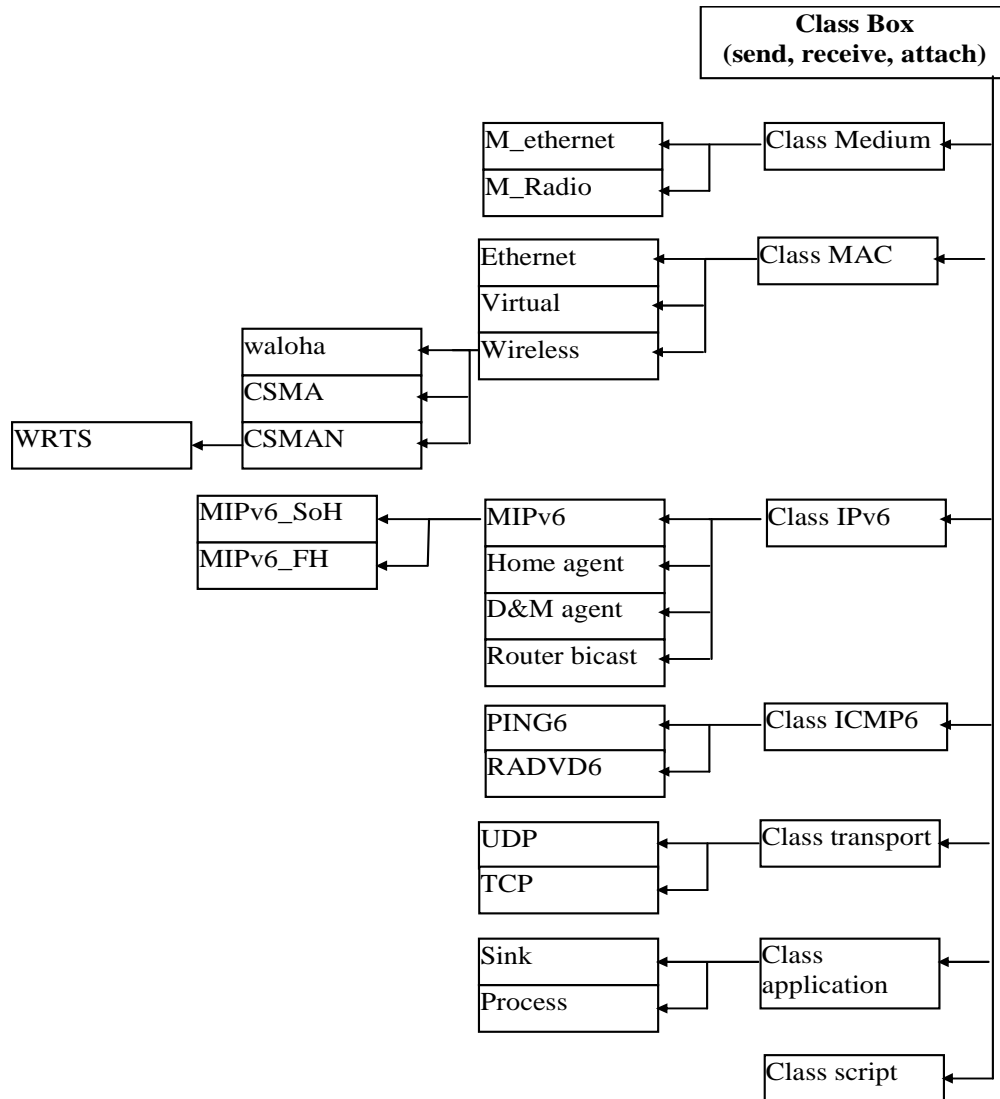 Class Box
(send, receive, attach)
M_ethernet
Class Medium
M_Radio
Ethernet
Class MAC
Virtual
waloha
Wireless
CSMA
WRTS
CSMAN
MIPv6_SoH
MIPv6
Class IPv6
MIPv6_FH
Home agent
D&M agent
Router bicast
PING6
Class ICMP6
RADVD6
UDP
Class transport
TCP
Sink
Class
application
Process
Class script